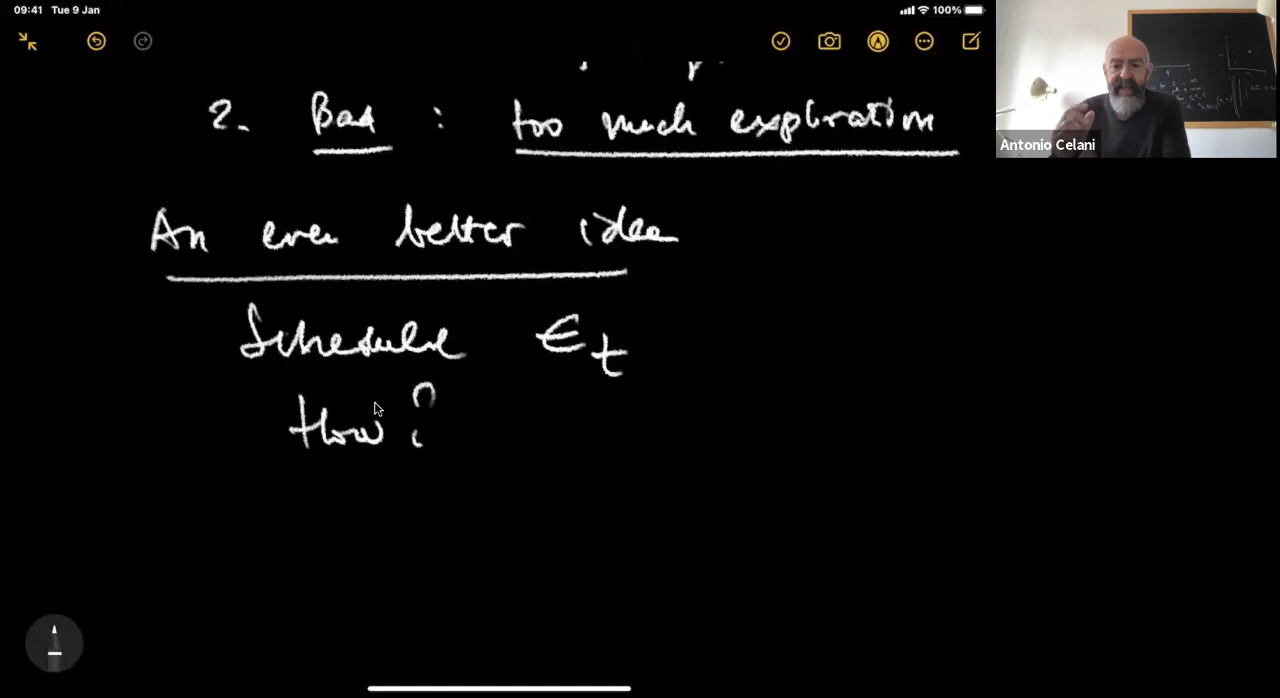 09:41 Tue 9 Jan
100%
2. Bad : too much exploration
An even better idea
Schedule ϵt
How?
Antonio Celani